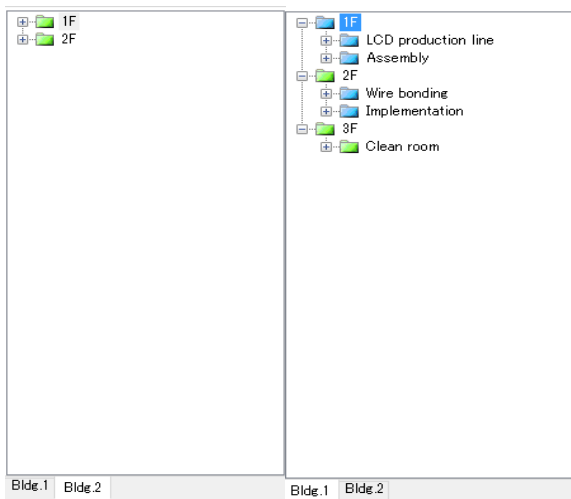 1F
2F
Bldg.1 Bldg.2
1F
LCD production line
Assembly
2F
Wire bonding
Implementation
3F
Clean room
Bldg.1 Bldg.2